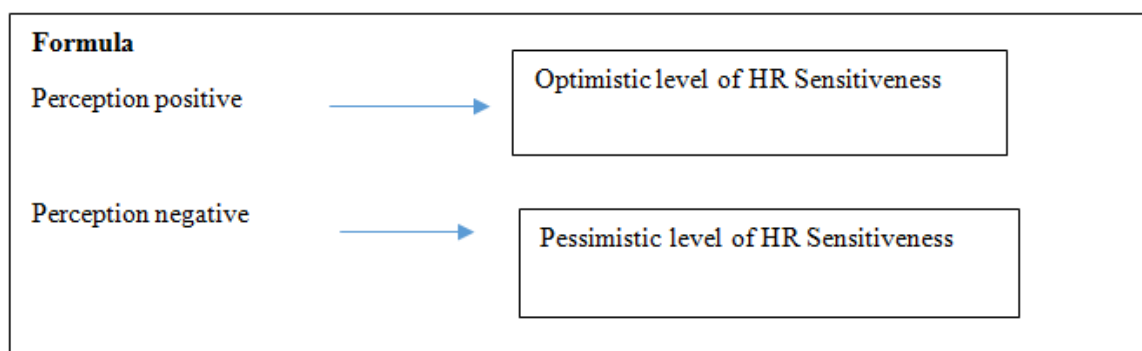 Formula
Perception positive
Optimistic level of HR Sensitiveness
Perception negative
Pessimistic level of HR Sensitiveness